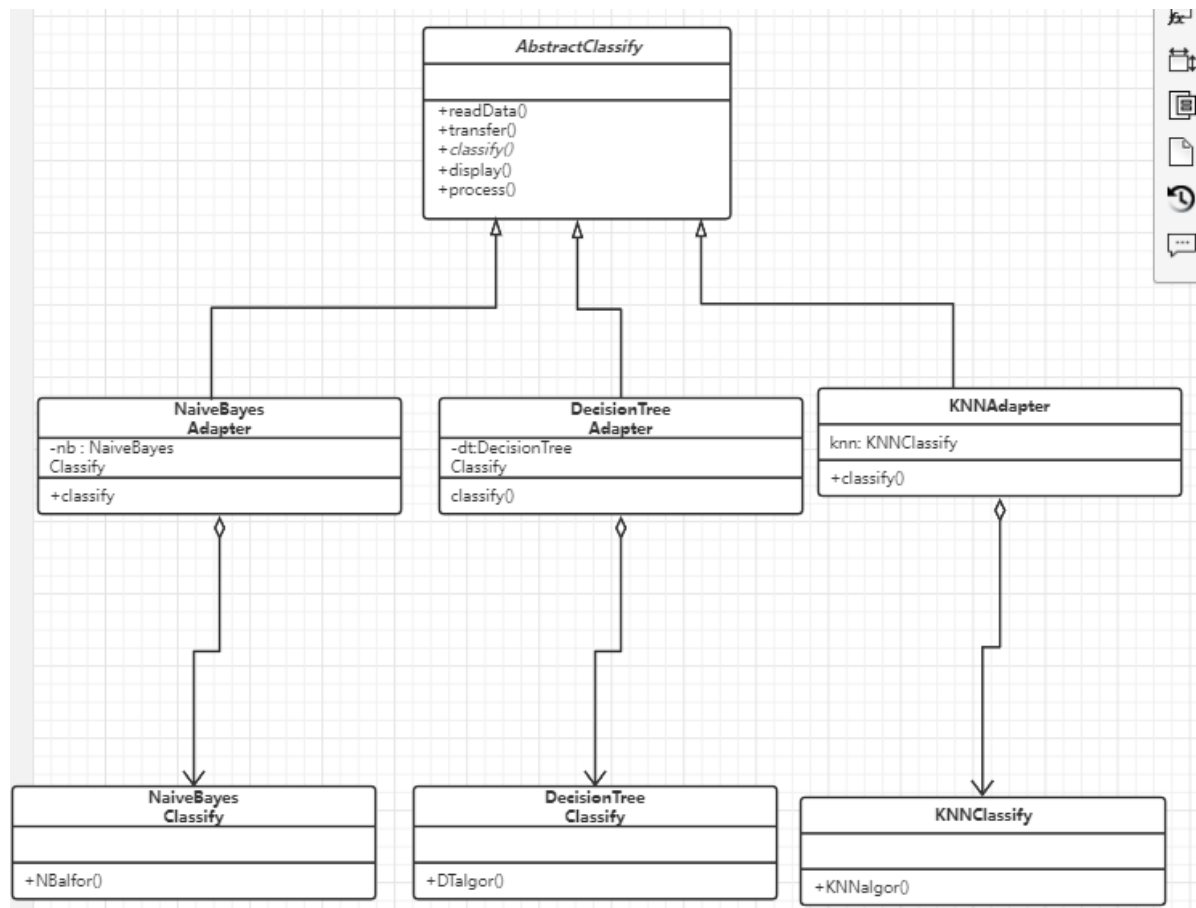 AbstractClassify
+readData()
+transfer()
+classify()
+display()
+process()
NaiveBayes
Adapter
-nb : NaiveBayes
Classify
+classify
DecisionTree
Adapter
-dt:DecisionTree
Classify
classify()
KNNAdapter
knn: KNNClassify
+classify()
NaiveBayes
Classify
+NBalfor()
DecisionTree
Classify
+DTalgor()
KNNClassify
+KNNalgor()